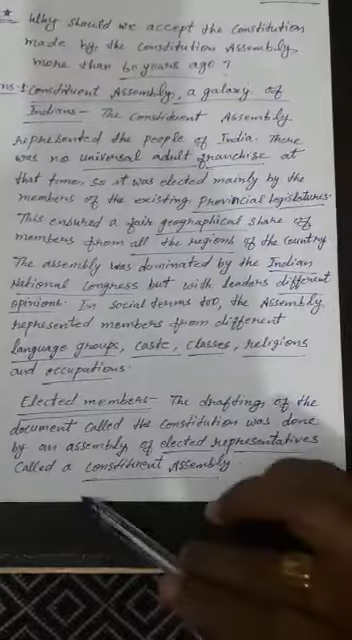 * Why should we accept the Constitution
made by the Constitution Assembly
more than 60 years ago?
ns:- Constituent Assembly, a galaxy of
Indians- The Constituent Assembly
represented the people of India. There
was no universal adult franchise at
that time, so it was elected mainly by the
members of the existing Provincial legislatures.
This ensured a fair geographical share of
members from all the regions of the country
The assembly was dominated by the Indian
National Congress but with leaders different
opinions. In social terms too, the Assembly
represented members from different
language groups, caste, classes, religions
and occupations.
Elected members- The drafting of the
document called the Constitution was done
by an assembly of elected representatives
called a Constituent Assembly.